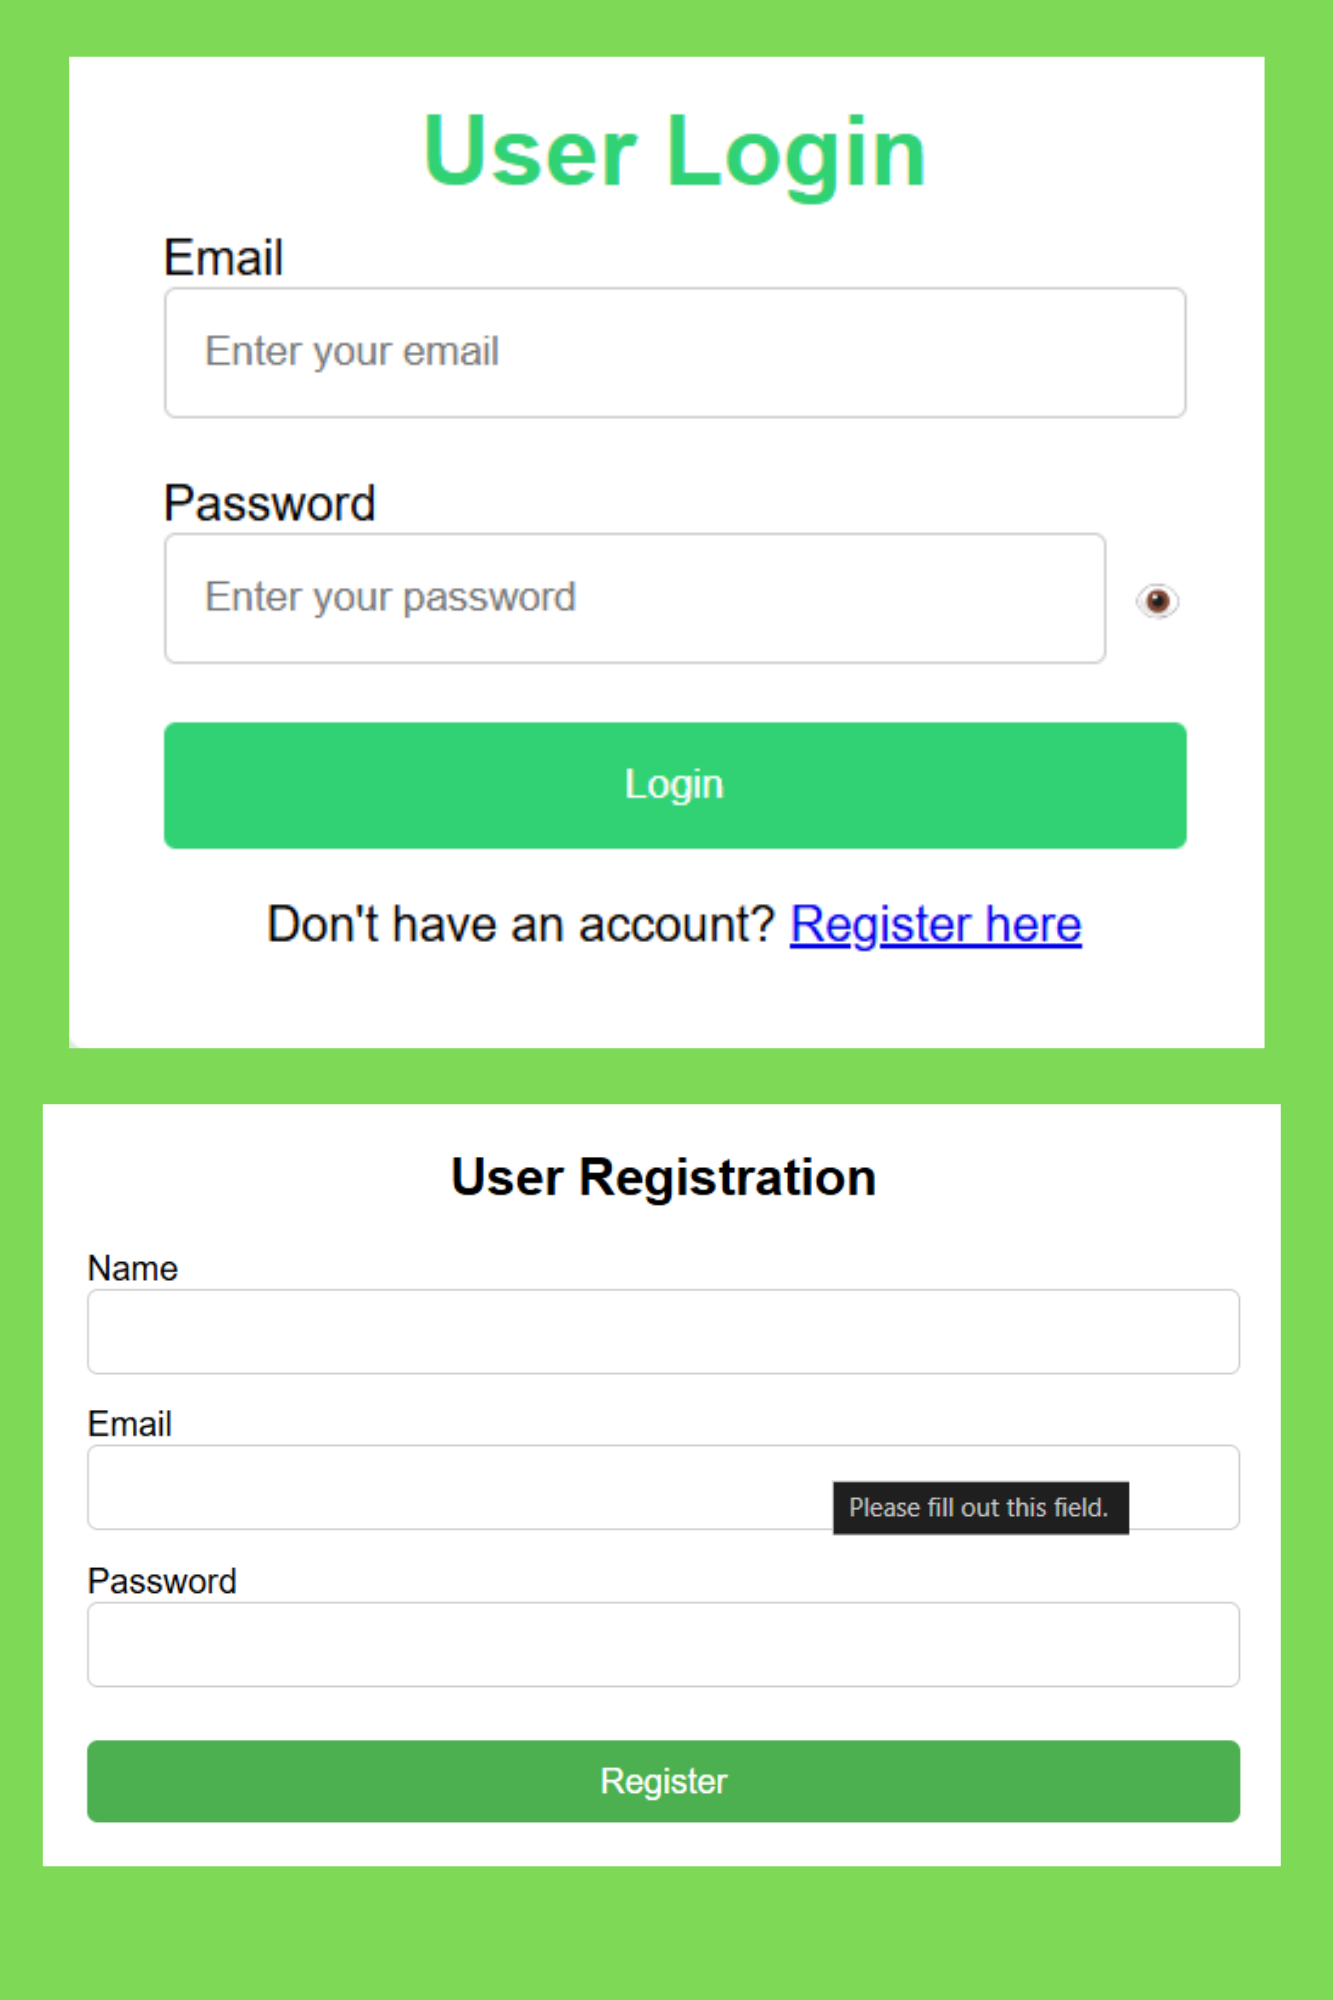 User Login
Email
Enter your email
Password
Enter your password
Login
Don't have an account? Register here
User Registration
Name
Email
Please fill out this field.
Password
Register